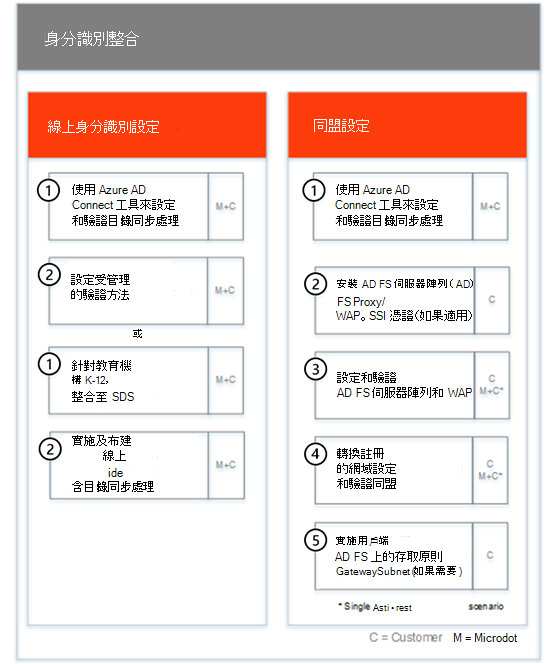 身分識別整合
線上身分識別設定
1
使用 Azure AD
Connect 工具來設定
和驗證目錄同步處理
M+C
2
設定受管理
的驗證方法
M+C
或
1
針對教育機
構 K-12，
整合至 SDS
M+C
2
實施及布建
線上
ide
含目錄同步處理
M+C
同盟設定
1
使用 Azure AD
Connect 工具來設定
和驗證目錄同步處理
M+C
2
安裝 AD FS 伺服器陣列（AD）
FS Proxy/
WAP。SSI 憑證（如果適用）
C
3
設定和驗證
AD FS 伺服器陣列和 WAP
C
M+C*
4
轉換註冊
的網域設定
和驗證同盟
C
M+C*
5
實施用戶端
AD FS 上的存取原則
GatewaySubnet (如果需要)
C
* Single Asti・rest scenario
C = Customer M = Microdot